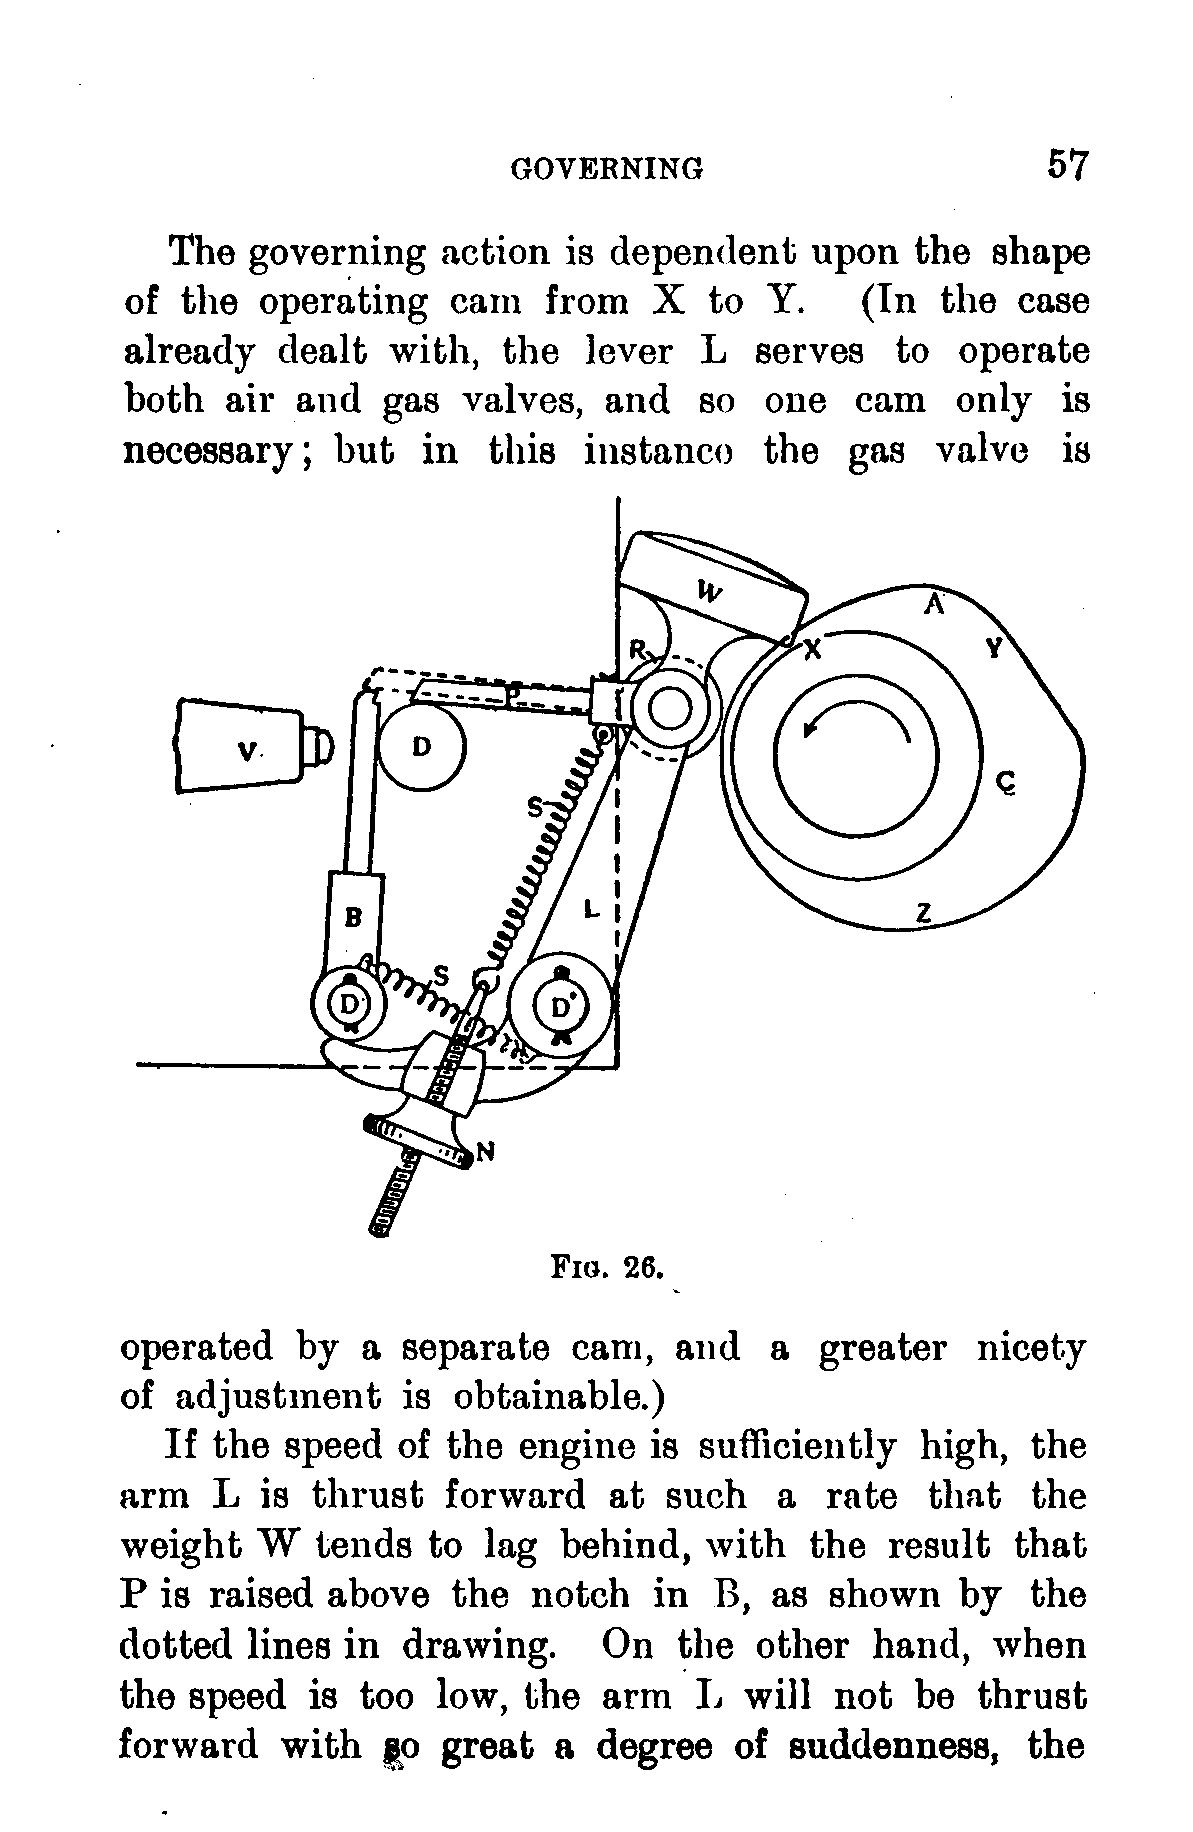 GOVERNING 57
The governing action is dependent upon the shape
of the operating cam from X to Y. (In the case
already dealt with, the lever L serves to operate
both air and gas valves, and so one cam only is
necessary; but in this instance the gas valve is
W
A
R
X
Y
P
V
D
C
S
B
L
Z
S
D
D
N
FIG. 26.
operated by a separate cam, and a greater nicety
of adjustment is obtainable.)
If the speed of the engine is sufficiently high, the
arm L is thrust forward at such a rate that the
weight W tends to lag behind, with the result that
P is raised above the notch in B, as shown by the
dotted lines in drawing. On the other hand, when
the speed is too low, the arm L will not be thrust
forward with so great a degree of suddenness, the